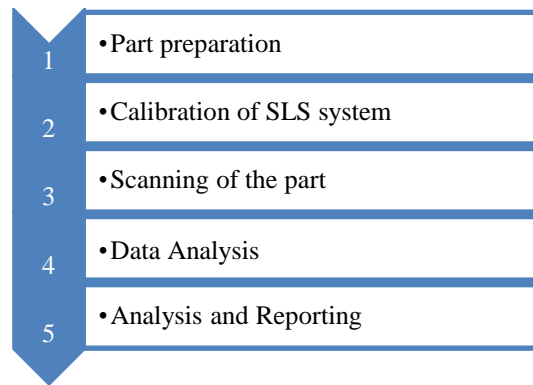 1 •Part preparation
2 •Calibration of SLS system
3 •Scanning of the part
4 •Data Analysis
5 •Analysis and Reporting